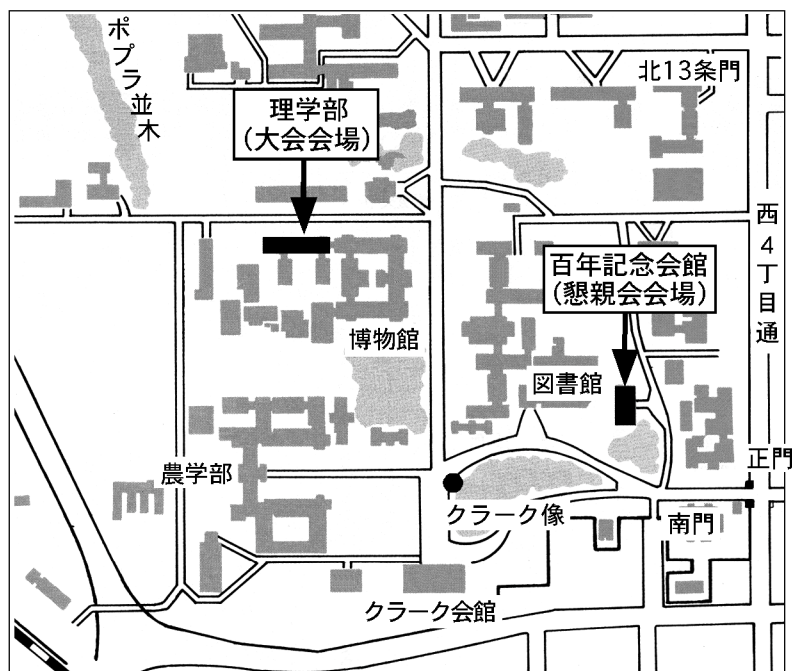 ポプラ並木
北13条門
理学部
（大会会場）
西4丁目通
百年記念会館
（懇親会会場）
博物館
図書館
農学部
正門
クラーク像
南門
クラーク会館